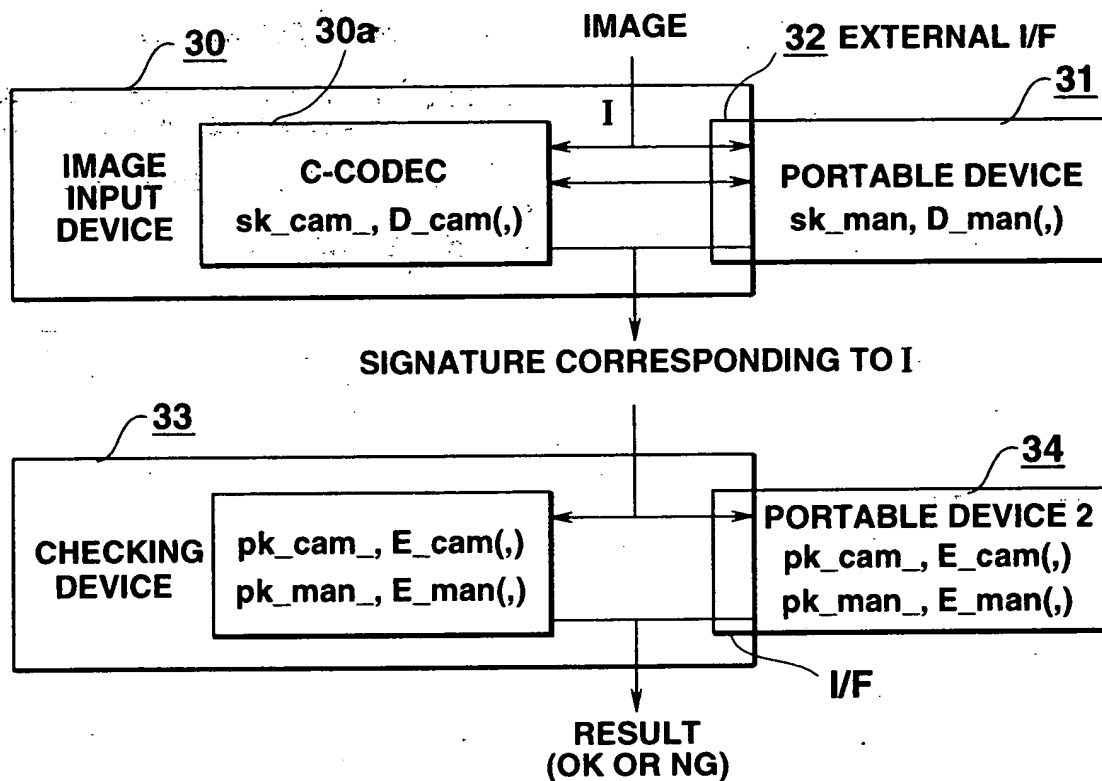 30
30a
IMAGE
32 EXTERNAL I/F
31
I
IMAGE
INPUT
DEVICE
C-CODEC
sk_cam_, D_cam(,)
PORTABLE DEVICE
sk_man, D_man(,)
SIGNATURE CORRESPONDING TO I
33
34
CHECKING
DEVICE
pk_cam_, E_cam(,)
pk_man_, E_man(,)
PORTABLE DEVICE 2
pk_cam_, E_cam(,)
pk_man_, E_man(,)
I/F
RESULT
(OK OR NG)